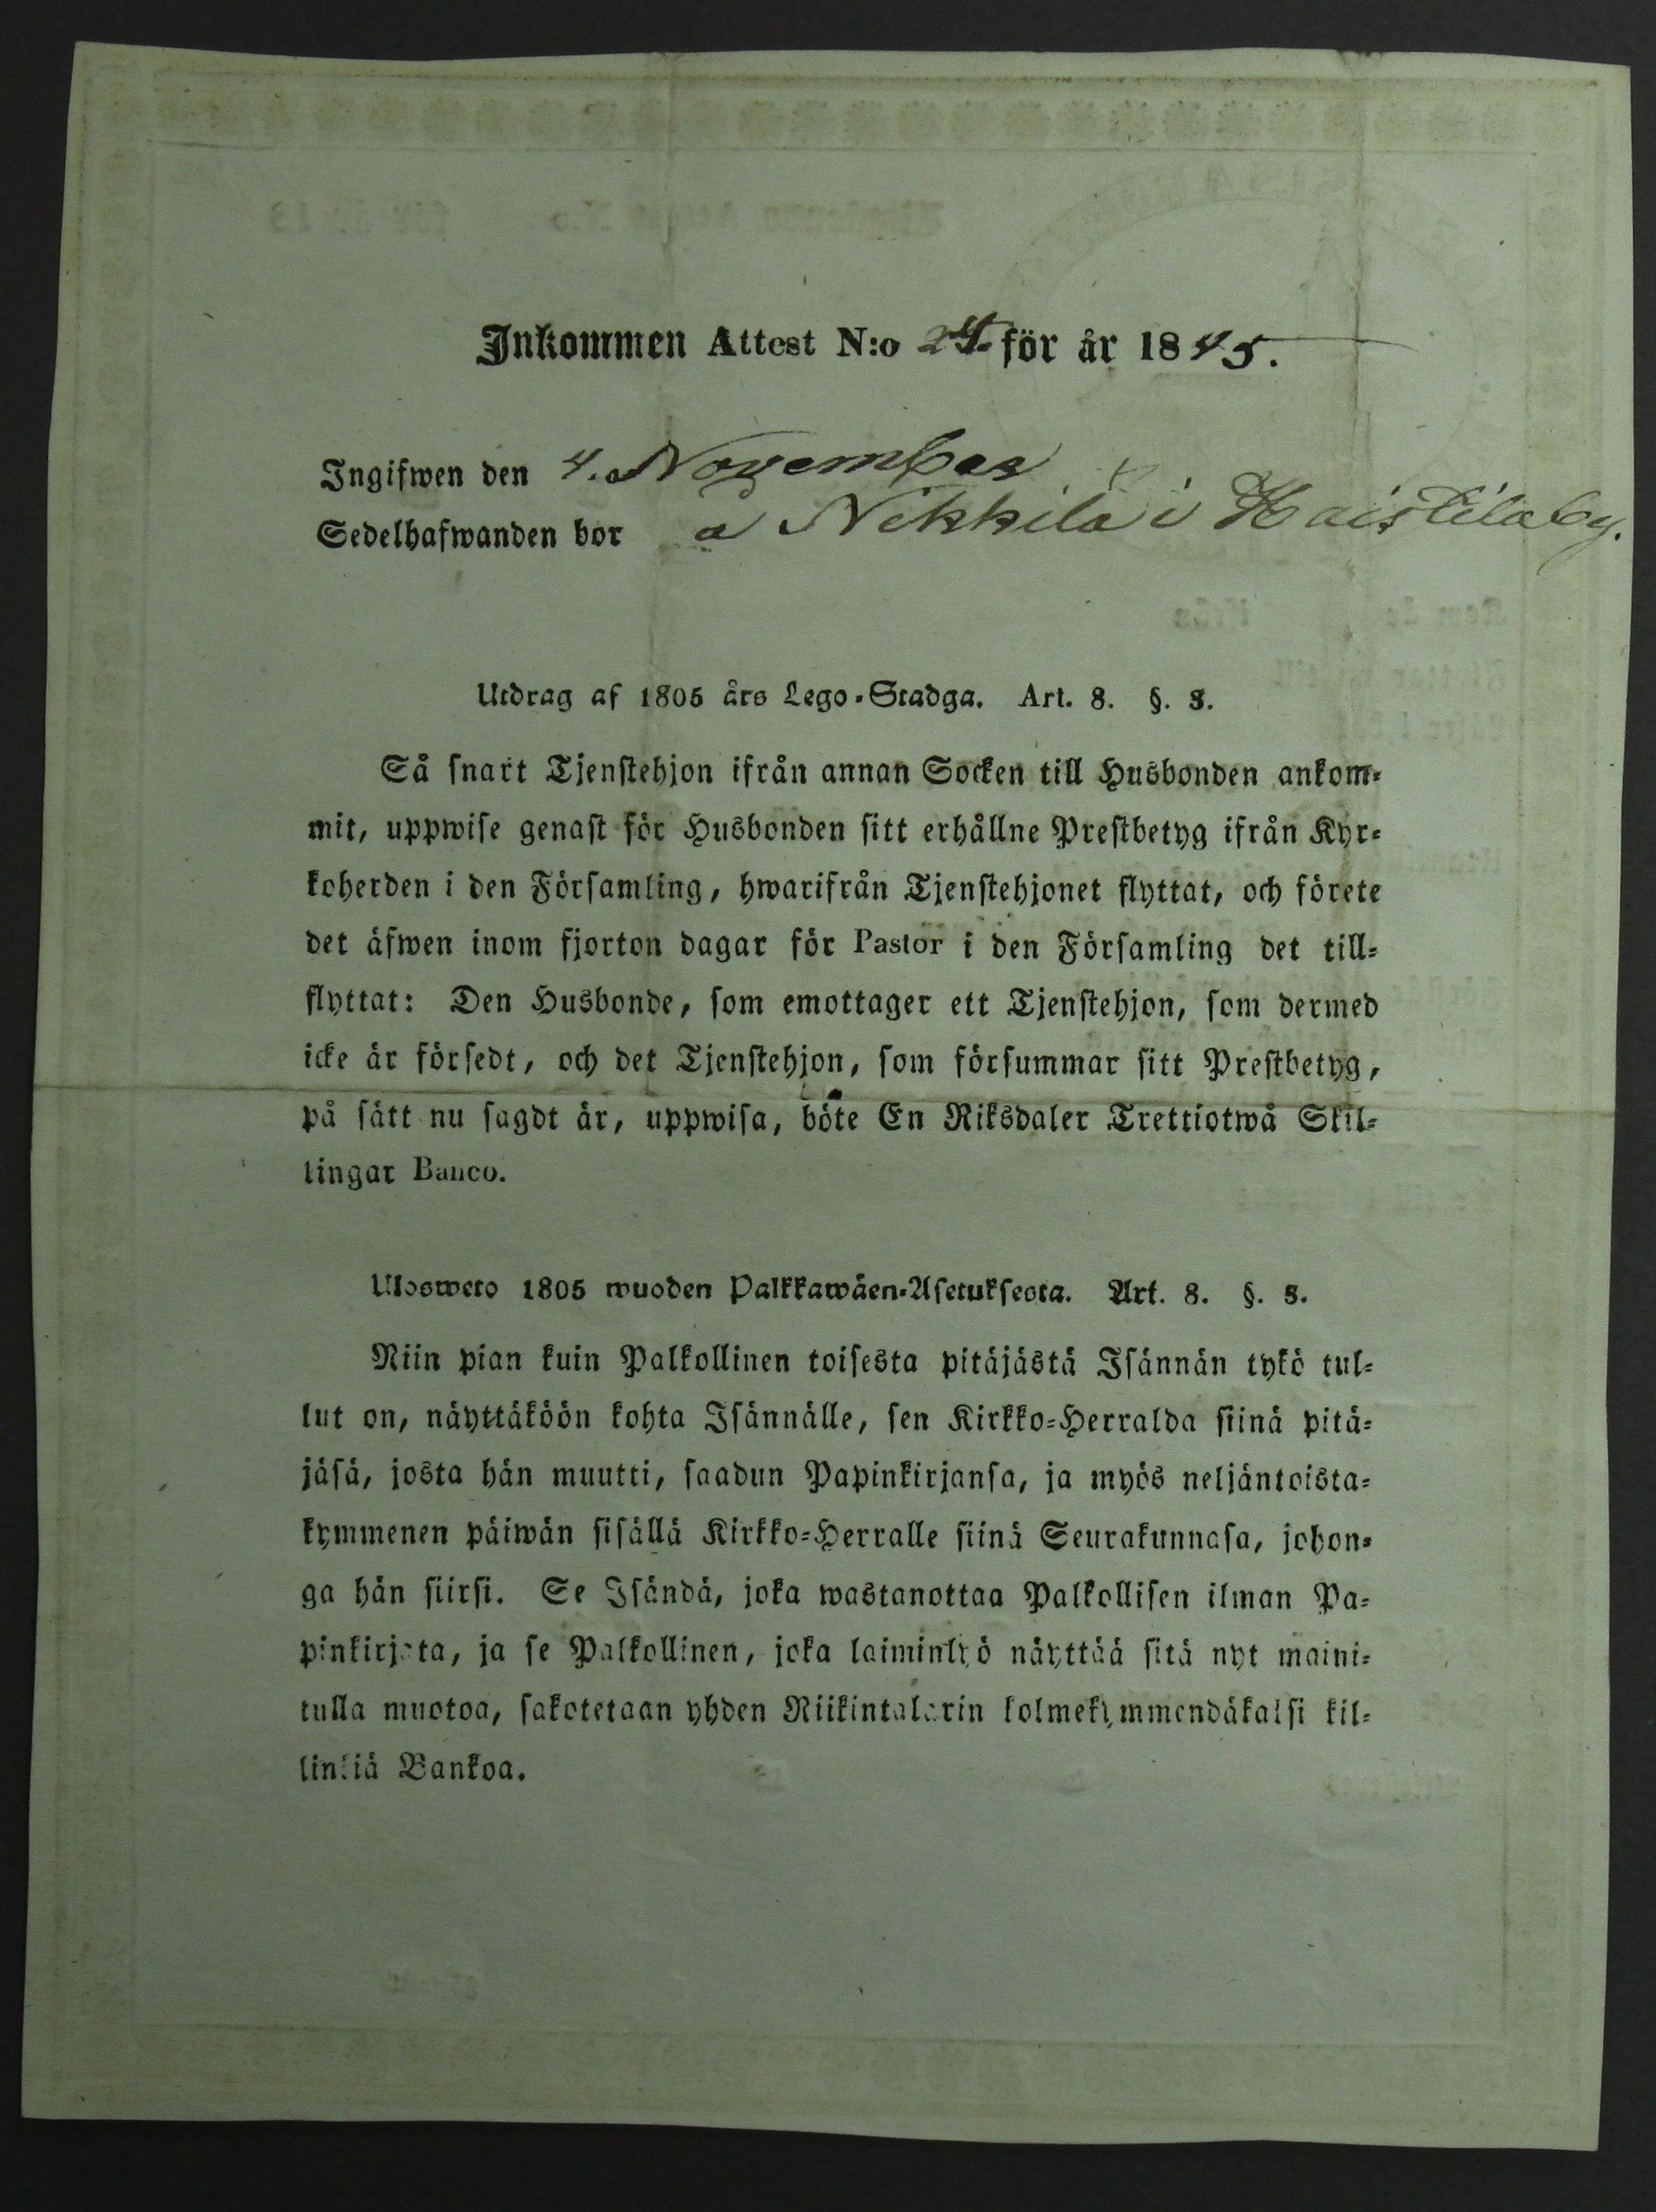 Inkommen Attest N:o 24. för år 1845.
Ingifwen den 4. November
Sedelhafwanden bor a Nikkilä i Haistilaby.
Utdrag af 1805 års Lego-Stadga. Art. 8. §. 3.
Så snart Tjenstehjon ifrån annan Socken till Husbonden ankom-
mit, uppwise genast för Husbonden sitt erhållne Prestbetyg ifrån Kyr-
koherden i den Församling, hwarifrån Tjenstehjonet flyttat, och förete
det äfwen inom fjorton dagar för Pastor i den Församling det till-
flyttat: Den Husbonde, som emottager ett Tjenstehjon, som dermed
icke är försedt, och det Tjenstehjon, som försummar sitt Prestbetyg,
på sätt nu sagdt är, uppwisa, böte En Riksdaler Trettiotwå Skil-
lingar Banco.
Ulosweto 1805 wuoden Palkkawäen-Asetuksesta. Art. 8. §. 3.
Niin pian kuin Palkollinen toisesta pitäjästä Isännän tykö tul-
lut on, näyttäköön kohta Isännälle, sen Kirkko-Herralda siinä pitä-
jäsä, josta hän muutti, saadun Papinkirjansa, ja myös neljäntoista-
kymmenen päiwän sisällä Kirkko-Herralle siinä Seurakunnasa, johon-
ga hän siirsi. Se Isändä, joka wastanottaa Palkollisen ilman Pa-
pinkirjata, ja se Palkollinen, joka laiminlyö näyttää sitä nyt maini-
tulla muotoa, sakotetaan yhden Riikintalarin kolmekymmendäkaksi kil-
linkiä Bankoa.